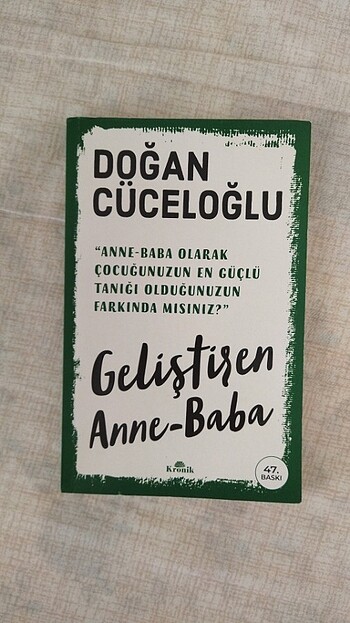 DOĞAN
CÜCELOĞLU
“ANNE-BABA OLARAK
ÇOCUĞUNUZUN EN GÜÇLÜ
TANIĞI OLDUĞUNUZUN
FARKINDA MISINIZ?”
Geliştiren
Anne-Baba
Kronik
47.
BASKI